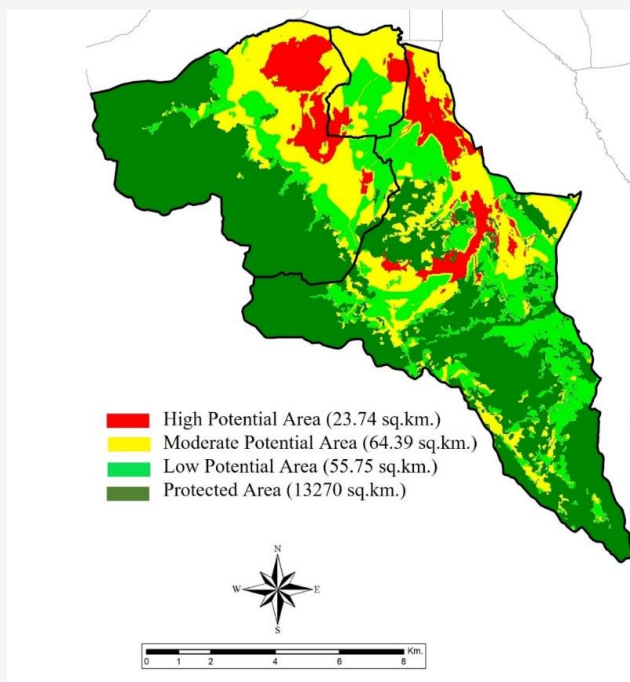 High Potential Area (23.74 sq.km.)
Moderate Potential Area (64.39 sq.km.)
Low Potential Area (55.75 sq.km.)
Protected Area (13270 sq.km.)
N
W E
S
Km.
0 1 2 4 6 8